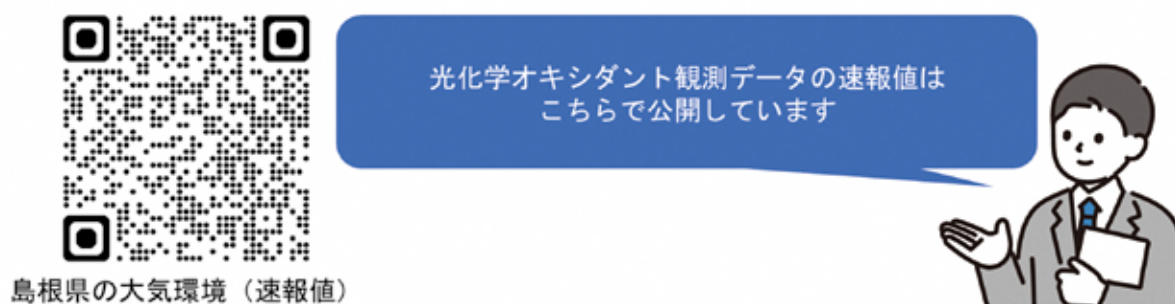 光化学オキシダント観測データの速報値は
こちらで公開しています
島根県の大気環境（速報値）